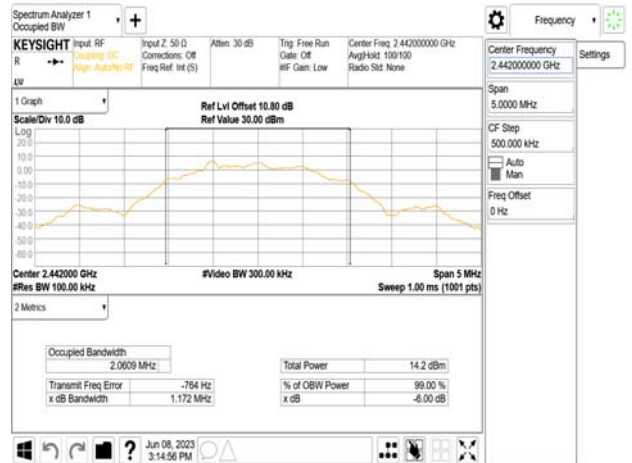 Spectrum Analyzer 1
Occupied BW
Frequency
KEYSIGHT
Input: RF
Coupling: DC
Align: Auto/No RF
Input Z: 50 Ω
Corrections: Off
Freq Ref: Int (S)
Atten: 30 dB
Trig: Free Run
Gate: Off
#IF Gain: Low
Center Freq: 2.442000000 GHz
Avg|Hold: 100/100
Radio Std: None
R
Center Frequency
2.442000000 GHz
Settings
Span
5.0000 MHz
CF Step
500.000 kHz
Auto
Man
Freq Offset
0 Hz
1 Graph
Scale/Div 10.0 dB
Ref Lvl Offset 10.80 dB
Ref Value 30.00 dBm
Log
20.0
10.0
0.00
-10.0
-20.0
-30.0
-40.0
-50.0
-60.0
Center 2.442000 GHz
#Res BW 100.00 kHz
#Video BW 300.00 kHz
Span 5 MHz
Sweep 1.00 ms (1001 pts)
2 Metrics
Occupied Bandwidth
2.0609 MHz
Total Power 14.2 dBm
Transmit Freq Error -764 Hz
% of OBW Power 99.00 %
x dB Bandwidth 1.172 MHz
x dB -6.00 dB
?
Jun 08, 2023
3:14:56 PM